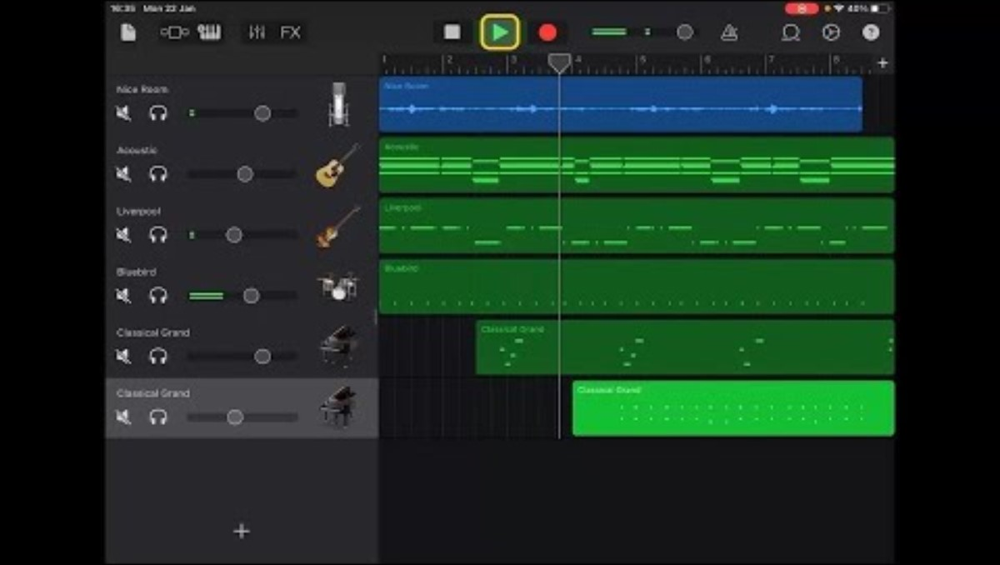 16:35 Mon 22 Jan
40%
FX
?
1 2 3 4 5 6 7 8 +
Nice Room
Nice Room
Acoustic
Acoustic
Liverpool
Liverpool
Bluebird
Bluebird
Classical Grand
Classical Grand
Classical Grand
Classical Grand
+